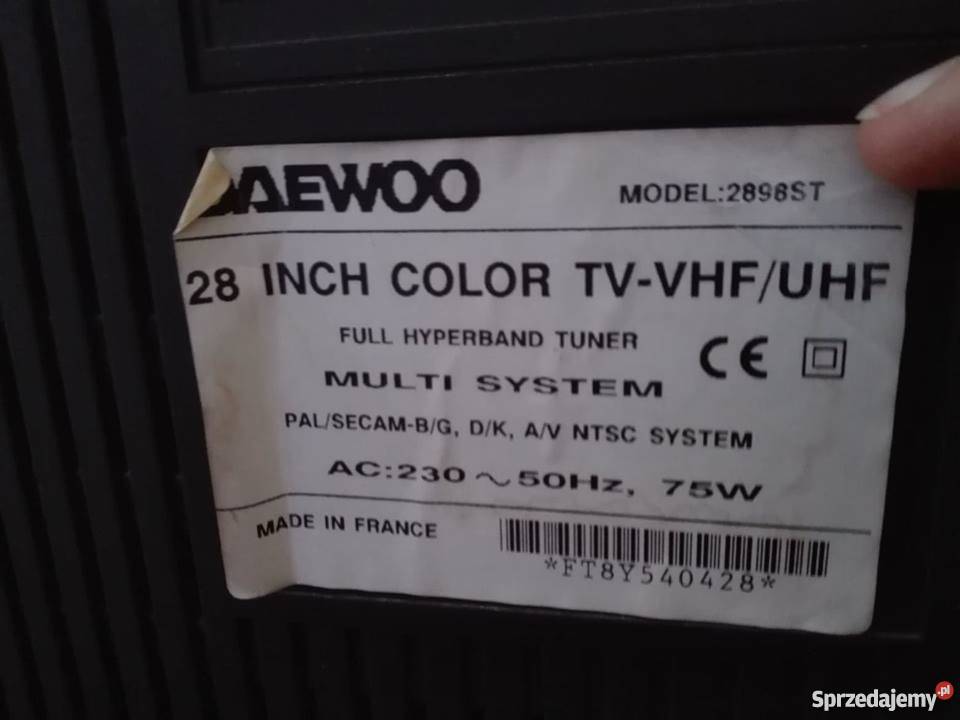 DAEWOO
MODEL:2898ST
28 INCH COLOR TV-VHF/UHF
FULL HYPERBAND TUNER
CE
MULTI SYSTEM
PAL/SECAM-B/G, D/K, A/V NTSC SYSTEM
AC:230~50Hz, 75W
MADE IN FRANCE
*FT8Y540428*
Sprzedajemy.pl